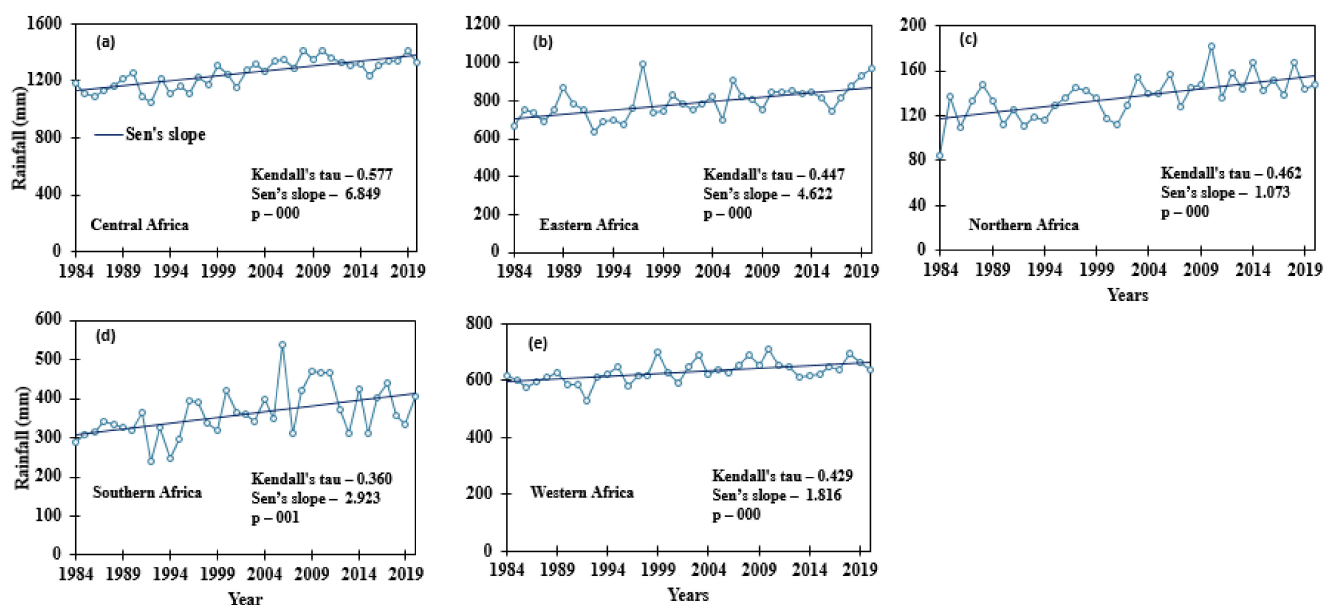 (a)
1600
1200
800
400
0
Rainfall (mm)
Sen's slope
Kendall's tau – 0.577
Sen's slope – 6.849
p – 000
Central Africa
1984 1989 1994 1999 2004 2009 2014 2019
(b)
1200
1000
800
600
400
200
0
Kendall's tau – 0.447
Sen's slope – 4.622
p – 000
Eastern Africa
1984 1989 1994 1999 2004 2009 2014 2019
(c)
200
160
120
80
40
0
Kendall's tau – 0.462
Sen's slope – 1.073
p – 000
Northern Africa
1984 1989 1994 1999 2004 2009 2014 2019
Years
(d)
600
500
400
300
200
100
0
Rainfall (mm)
Kendall's tau – 0.360
Sen's slope – 2.923
p – 001
Southern Africa
1984 1989 1994 1999 2004 2009 2014 2019
Year
(e)
800
600
400
200
0
Kendall's tau – 0.429
Sen's slope – 1.816
p – 000
Western Africa
1984 1989 1994 1999 2004 2009 2014 2019
Years